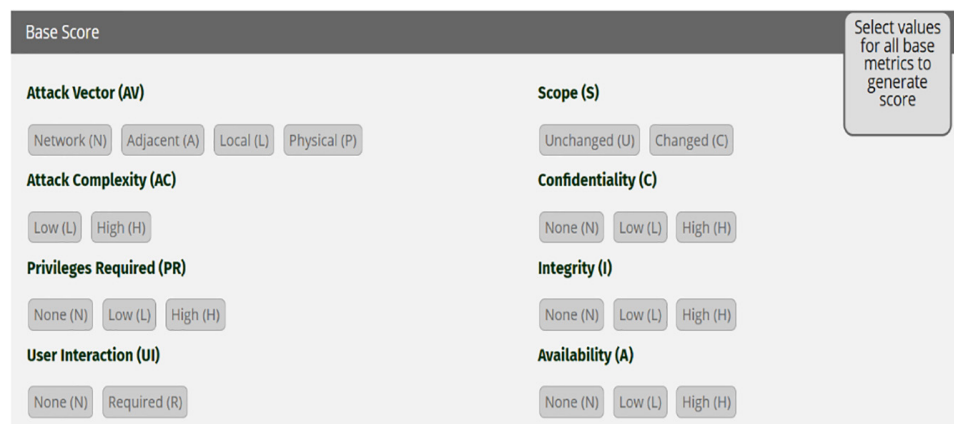 Base Score
Select values
for all base
metrics to
generate
score
Attack Vector (AV)
Network (N) Adjacent (A) Local (L) Physical (P)
Attack Complexity (AC)
Low (L) High (H)
Privileges Required (PR)
None (N) Low (L) High (H)
User Interaction (UI)
None (N) Required (R)
Scope (S)
Unchanged (U) Changed (C)
Confidentiality (C)
None (N) Low (L) High (H)
Integrity (I)
None (N) Low (L) High (H)
Availability (A)
None (N) Low (L) High (H)